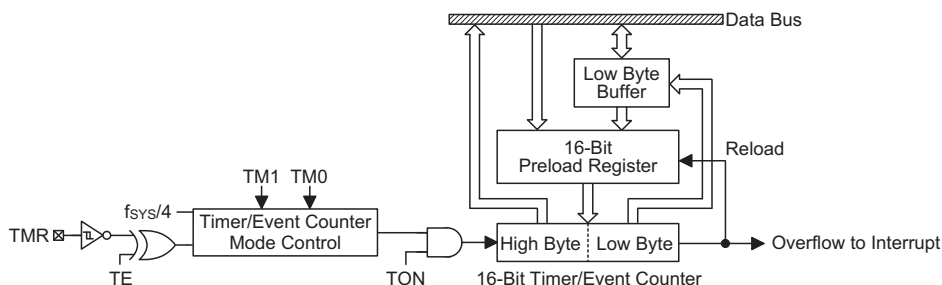 Data Bus
Low Byte
Buffer
16-Bit
Preload Register
Reload
TM1 TM0
fSYS/4
Timer/Event Counter
Mode Control
TMR
TE
TON
High Byte Low Byte
Overflow to Interrupt
16-Bit Timer/Event Counter